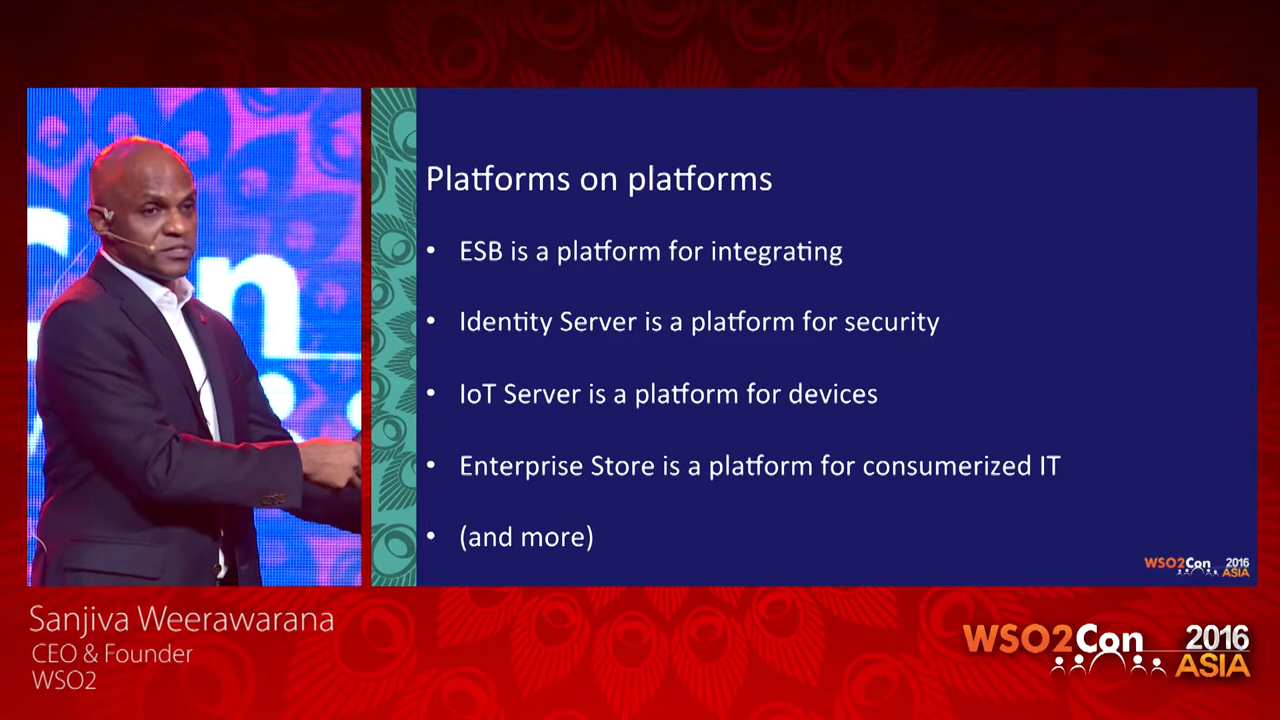 Platforms on platforms
• ESB is a platform for integrating
• Identity Server is a platform for security
• IoT Server is a platform for devices
• Enterprise Store is a platform for consumerized IT
• (and more)
WSO2Con 2016
ASIA
Sanjiva Weerawarana
CEO & Founder
WSO2
WSO2Con 2016
ASIA